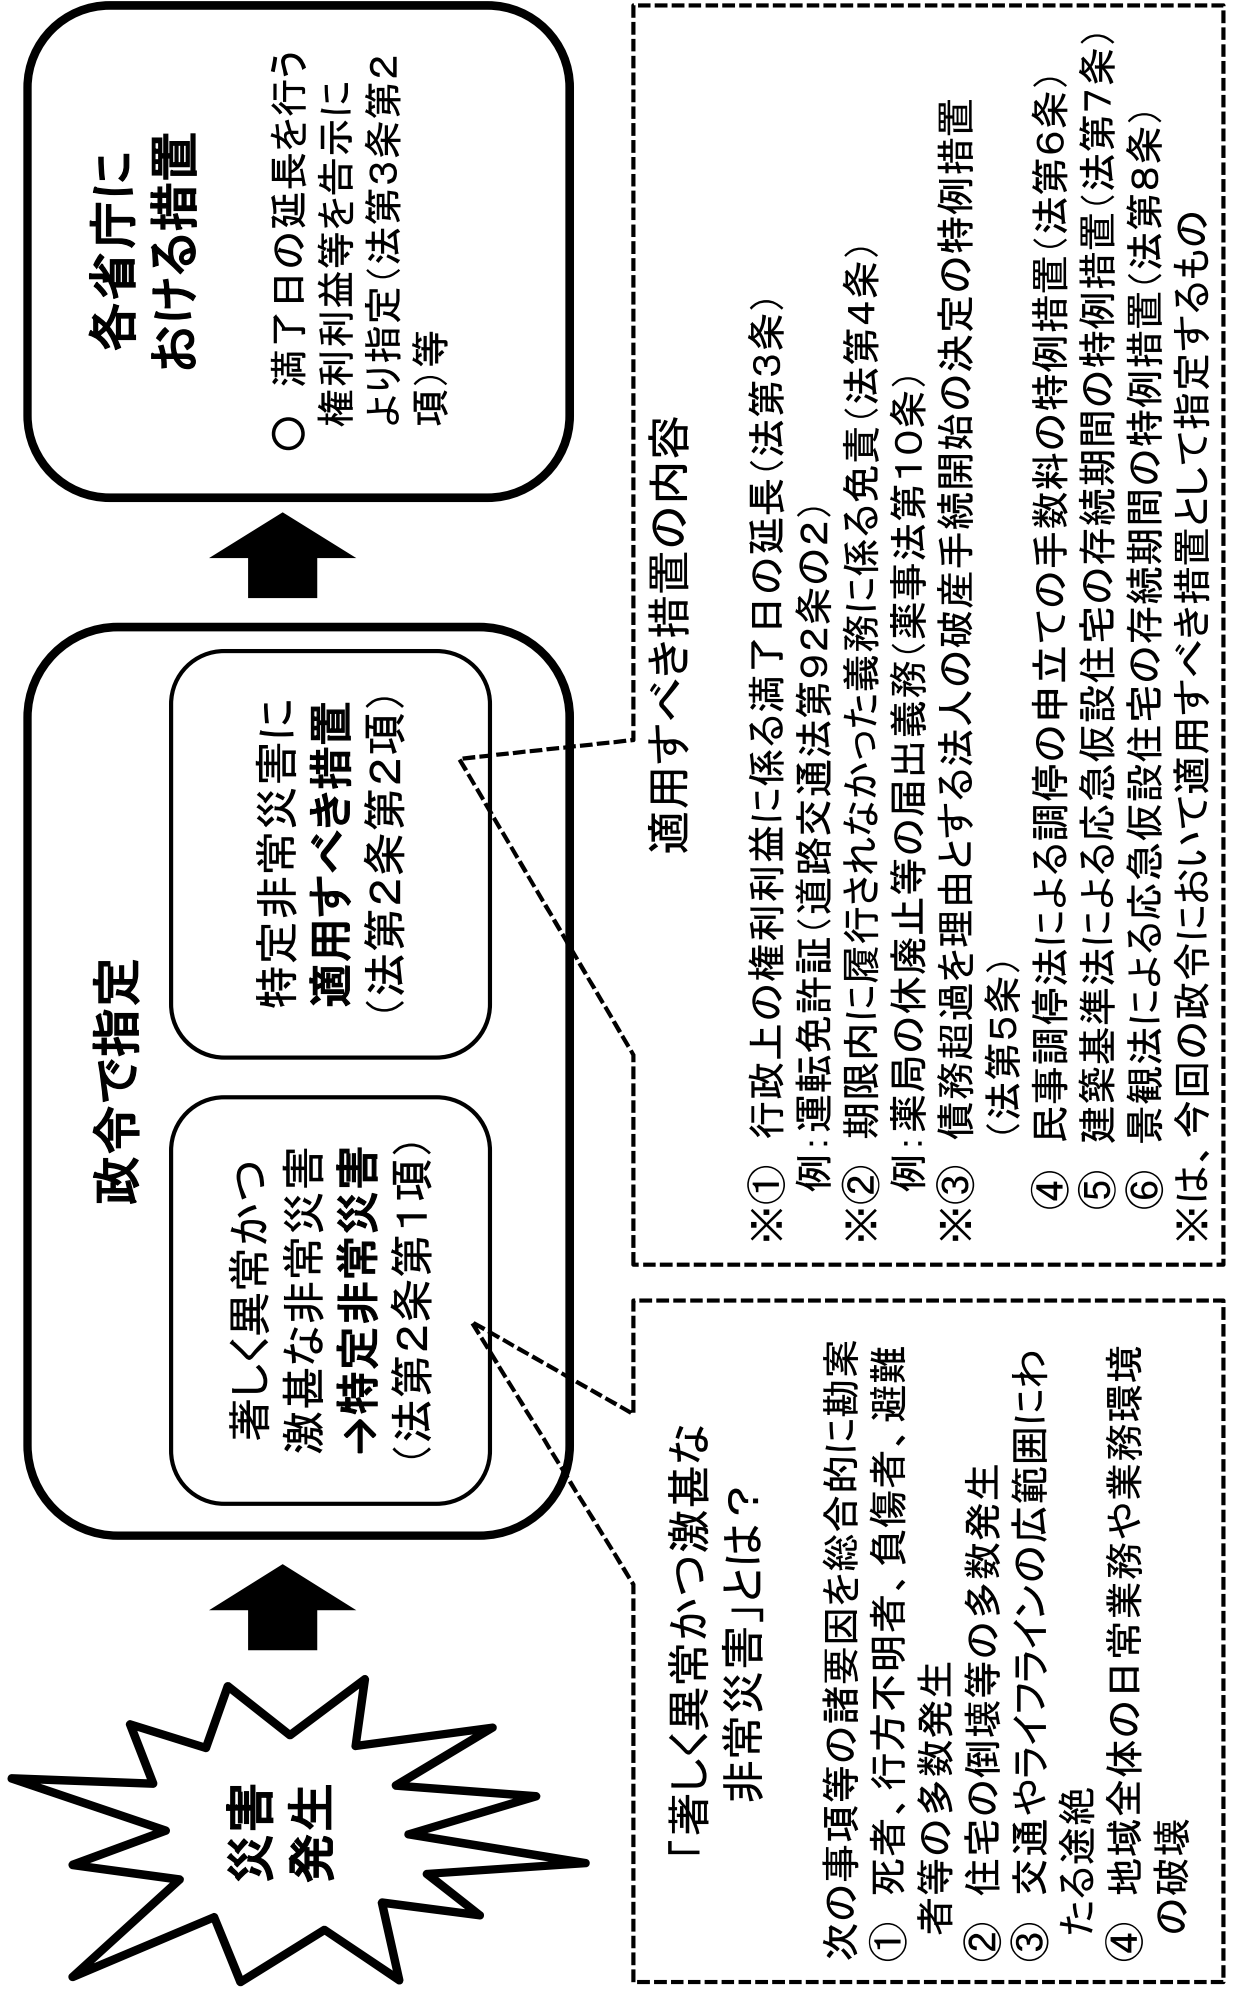 災害
発生
政令で指定
著しく異常かつ
激甚な非常災害
→特定非常災害
（法第２条第１項）
特定非常災害に
適用すべき措置
（法第２条第２項）
各省庁に
おける措置
○　満了日の延長を行う
権利利益等を告示に
より指定（法第３条第２
項）等
「著しく異常かつ激甚な
非常災害」とは？
次の事項等の諸要因を総合的に勘案
①　死者、行方不明者、負傷者、避難
者等の多数発生
②　住宅の倒壊等の多数発生
③　交通やライフラインの広範囲にわ
たる途絶
④　地域全体の日常業務や業務環境
の破壊
適用すべき措置の内容
※①　行政上の権利利益に係る満了日の延長（法第３条）
例：運転免許証（道路交通法第９２条の２）
※②　期限内に履行されなかった義務に係る免責（法第４条）
例：薬局の休廃止等の届出義務（薬事法第１０条）
※③　債務超過を理由とする法人の破産手続開始の決定の特例措置
（法第５条）
④　民事調停法による調停の申立ての手数料の特例措置（法第６条）
⑤　建築基準法による応急仮設住宅の存続期間の特例措置（法第７条）
⑥　景観法による応急仮設住宅の存続期間の特例措置（法第８条）
※は、今回の政令において適用すべき措置として指定するもの